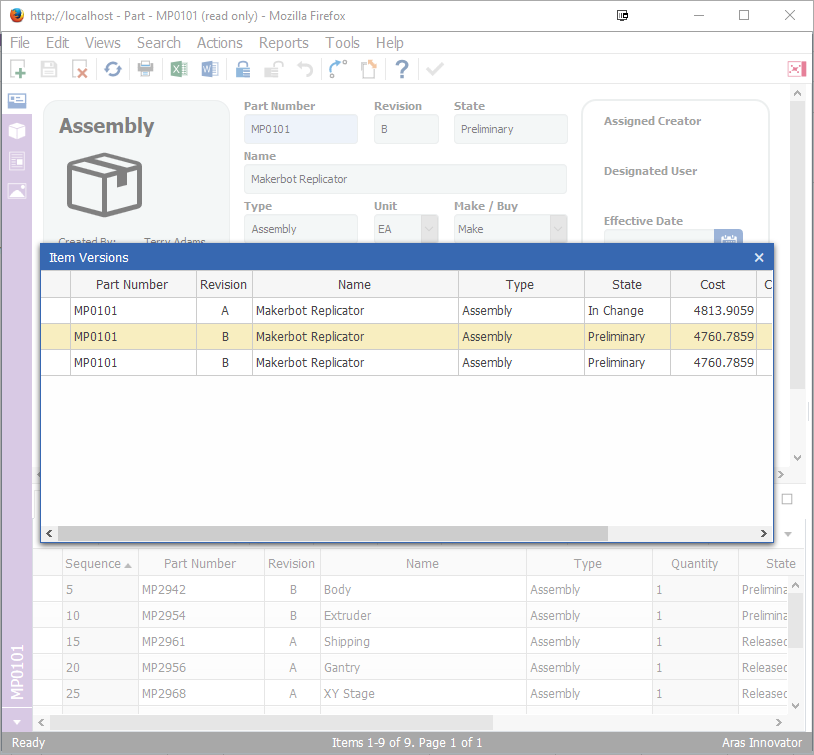 http://localhost - Part - MP0101 (read only) - Mozilla Firefox
File Edit Views Search Actions Reports Tools Help
Assembly
Part Number Revision State
MP0101 B Preliminary
Name
Makerbot Replicator
Type Unit Make / Buy
Assembly EA Make
Assigned Creator
Designated User
Effective Date
Created By: Terry Adams
Item Versions
Part Number Revision Name Type State Cost C
MP0101 A Makerbot Replicator Assembly In Change 4813.9059
MP0101 B Makerbot Replicator Assembly Preliminary 4760.7859
MP0101 B Makerbot Replicator Assembly Preliminary 4760.7859
Sequence Part Number Revision Name Type Quantity State
5 MP2942 B Body Assembly 1 Prelimina
10 MP2954 B Extruder Assembly 1 Prelimina
15 MP2961 A Shipping Assembly 1 Released
20 MP2956 A Gantry Assembly 1 Released
25 MP2968 A XY Stage Assembly 1 Released
MP0101
Ready Items 1-9 of 9. Page 1 of 1 Aras Innovator